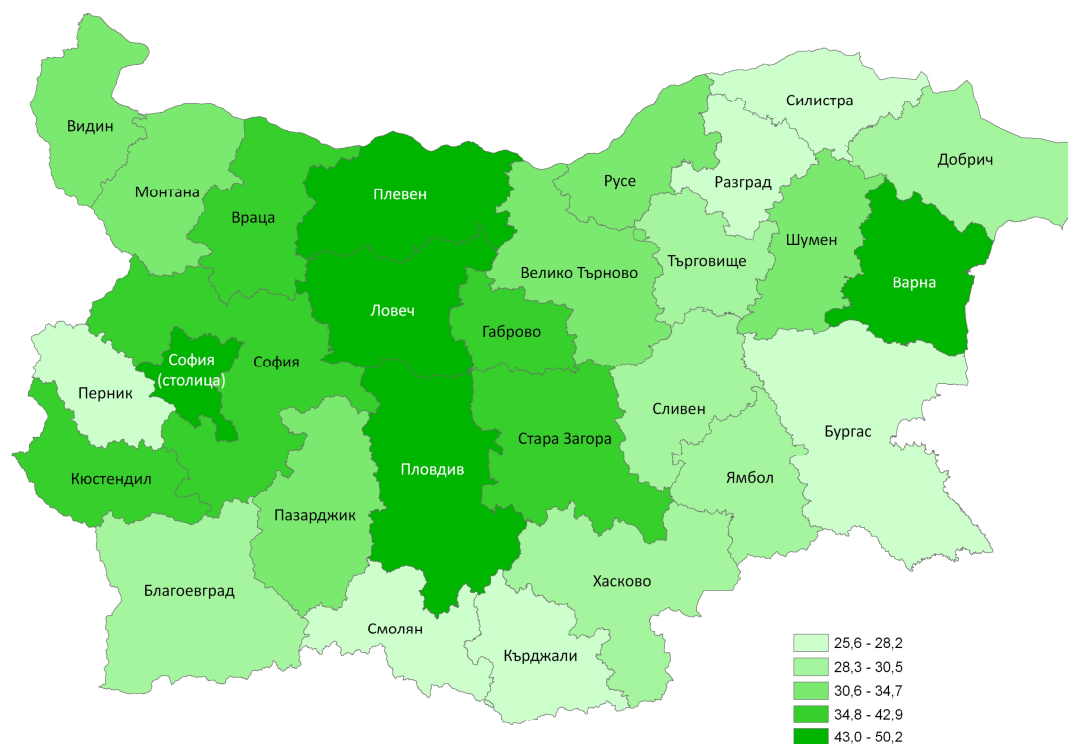 Силистра
Видин
Добрич
Русе
Разград
Монтана
Плевен
Враца
Шумен
Търговище
Велико Търново
Варна
Ловеч
Габрово
София
(столица)
София
Перник
Сливен
Бургас
Стара Загора
Пловдив
Кюстендил
Ямбол
Пазарджик
Хасково
Благоевград
Смолян
Кърджали
25,6 - 28,2
28,3 - 30,5
30,6 - 34,7
34,8 - 42,9
43,0 - 50,2